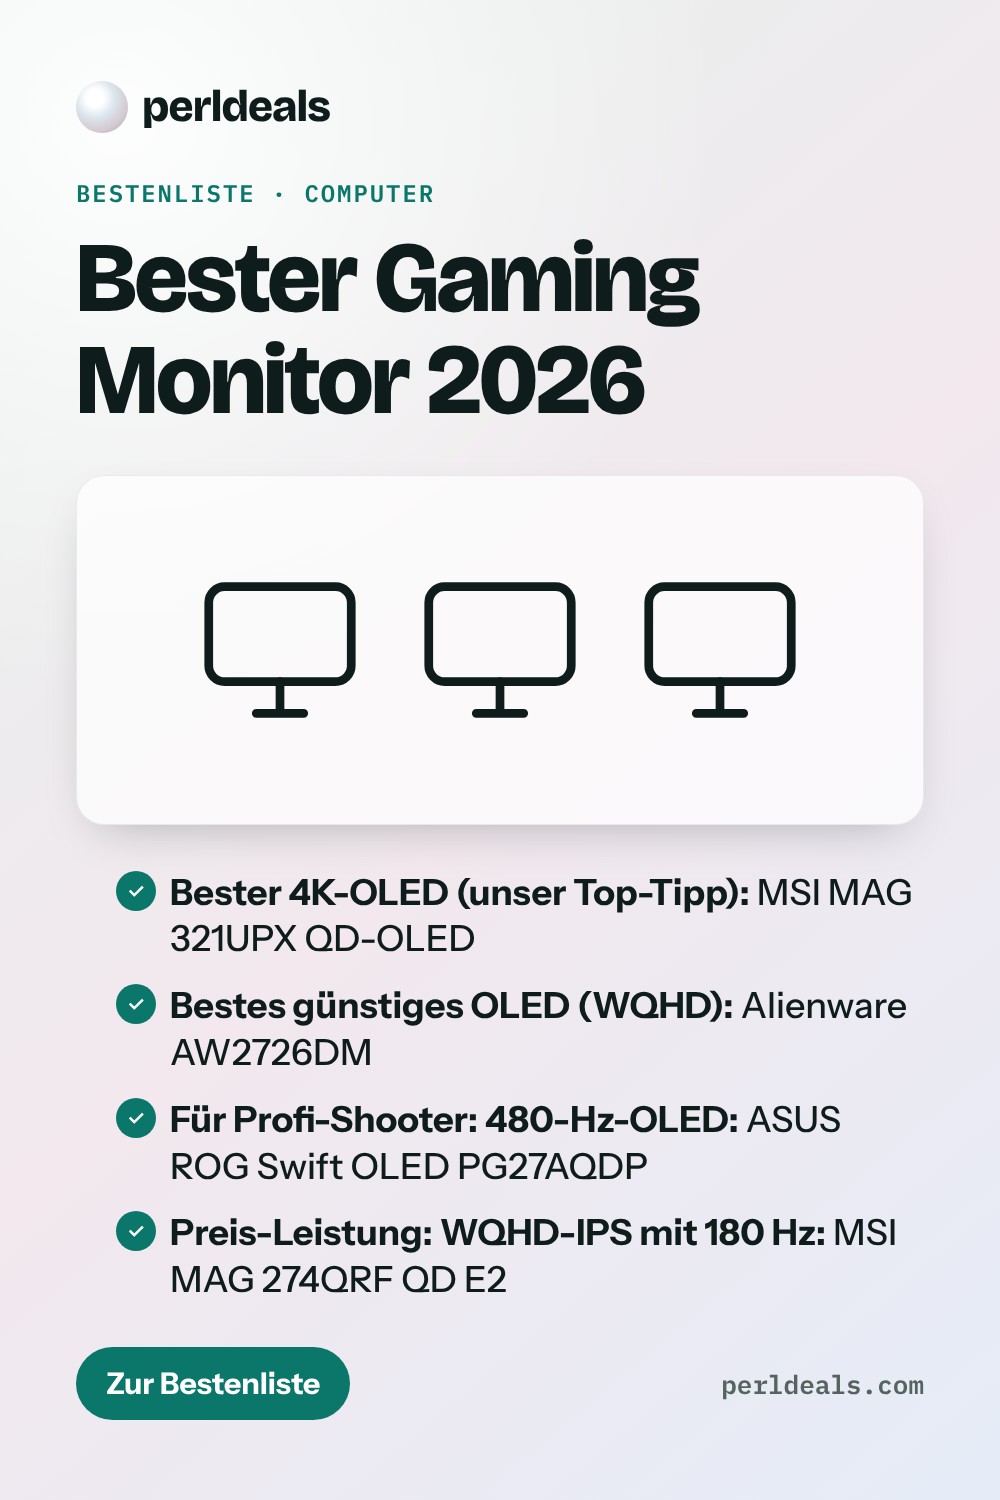 perldeals
BESTENLISTE · COMPUTER
Bester Gaming
Monitor 2026
Bester 4K-OLED (unser Top-Tipp): MSI MAG
321UPX QD-OLED
Bestes günstiges OLED (WQHD): Alienware
AW2726DM
Für Profi-Shooter: 480-Hz-OLED: ASUS
ROG Swift OLED PG27AQDP
Preis-Leistung: WQHD-IPS mit 180 Hz: MSI
MAG 274QRF QD E2
Zur Bestenliste
perldeals.com